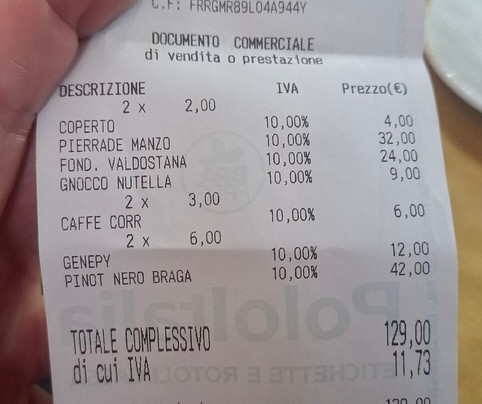 C.F: FRRGMR89L04A944Y
DOCUMENTO COMMERCIALE
di vendita o prestazione
DESCRIZIONE IVA Prezzo(€)
2 x 2,00
COPERTO 10,00% 4,00
PIERRADE MANZO 10,00% 32,00
FOND. VALDOSTANA 10,00% 24,00
GNOCCO NUTELLA 10,00% 9,00
2 x 3,00
CAFFE CORR 10,00% 6,00
2 x 6,00
GENEPY 10,00% 12,00
PINOT NERO BRAGA 10,00% 42,00
TOTALE COMPLESSIVO 129,00
di cui IVA 11,73
PoloItalia
ETICHETTE E ROTOLI